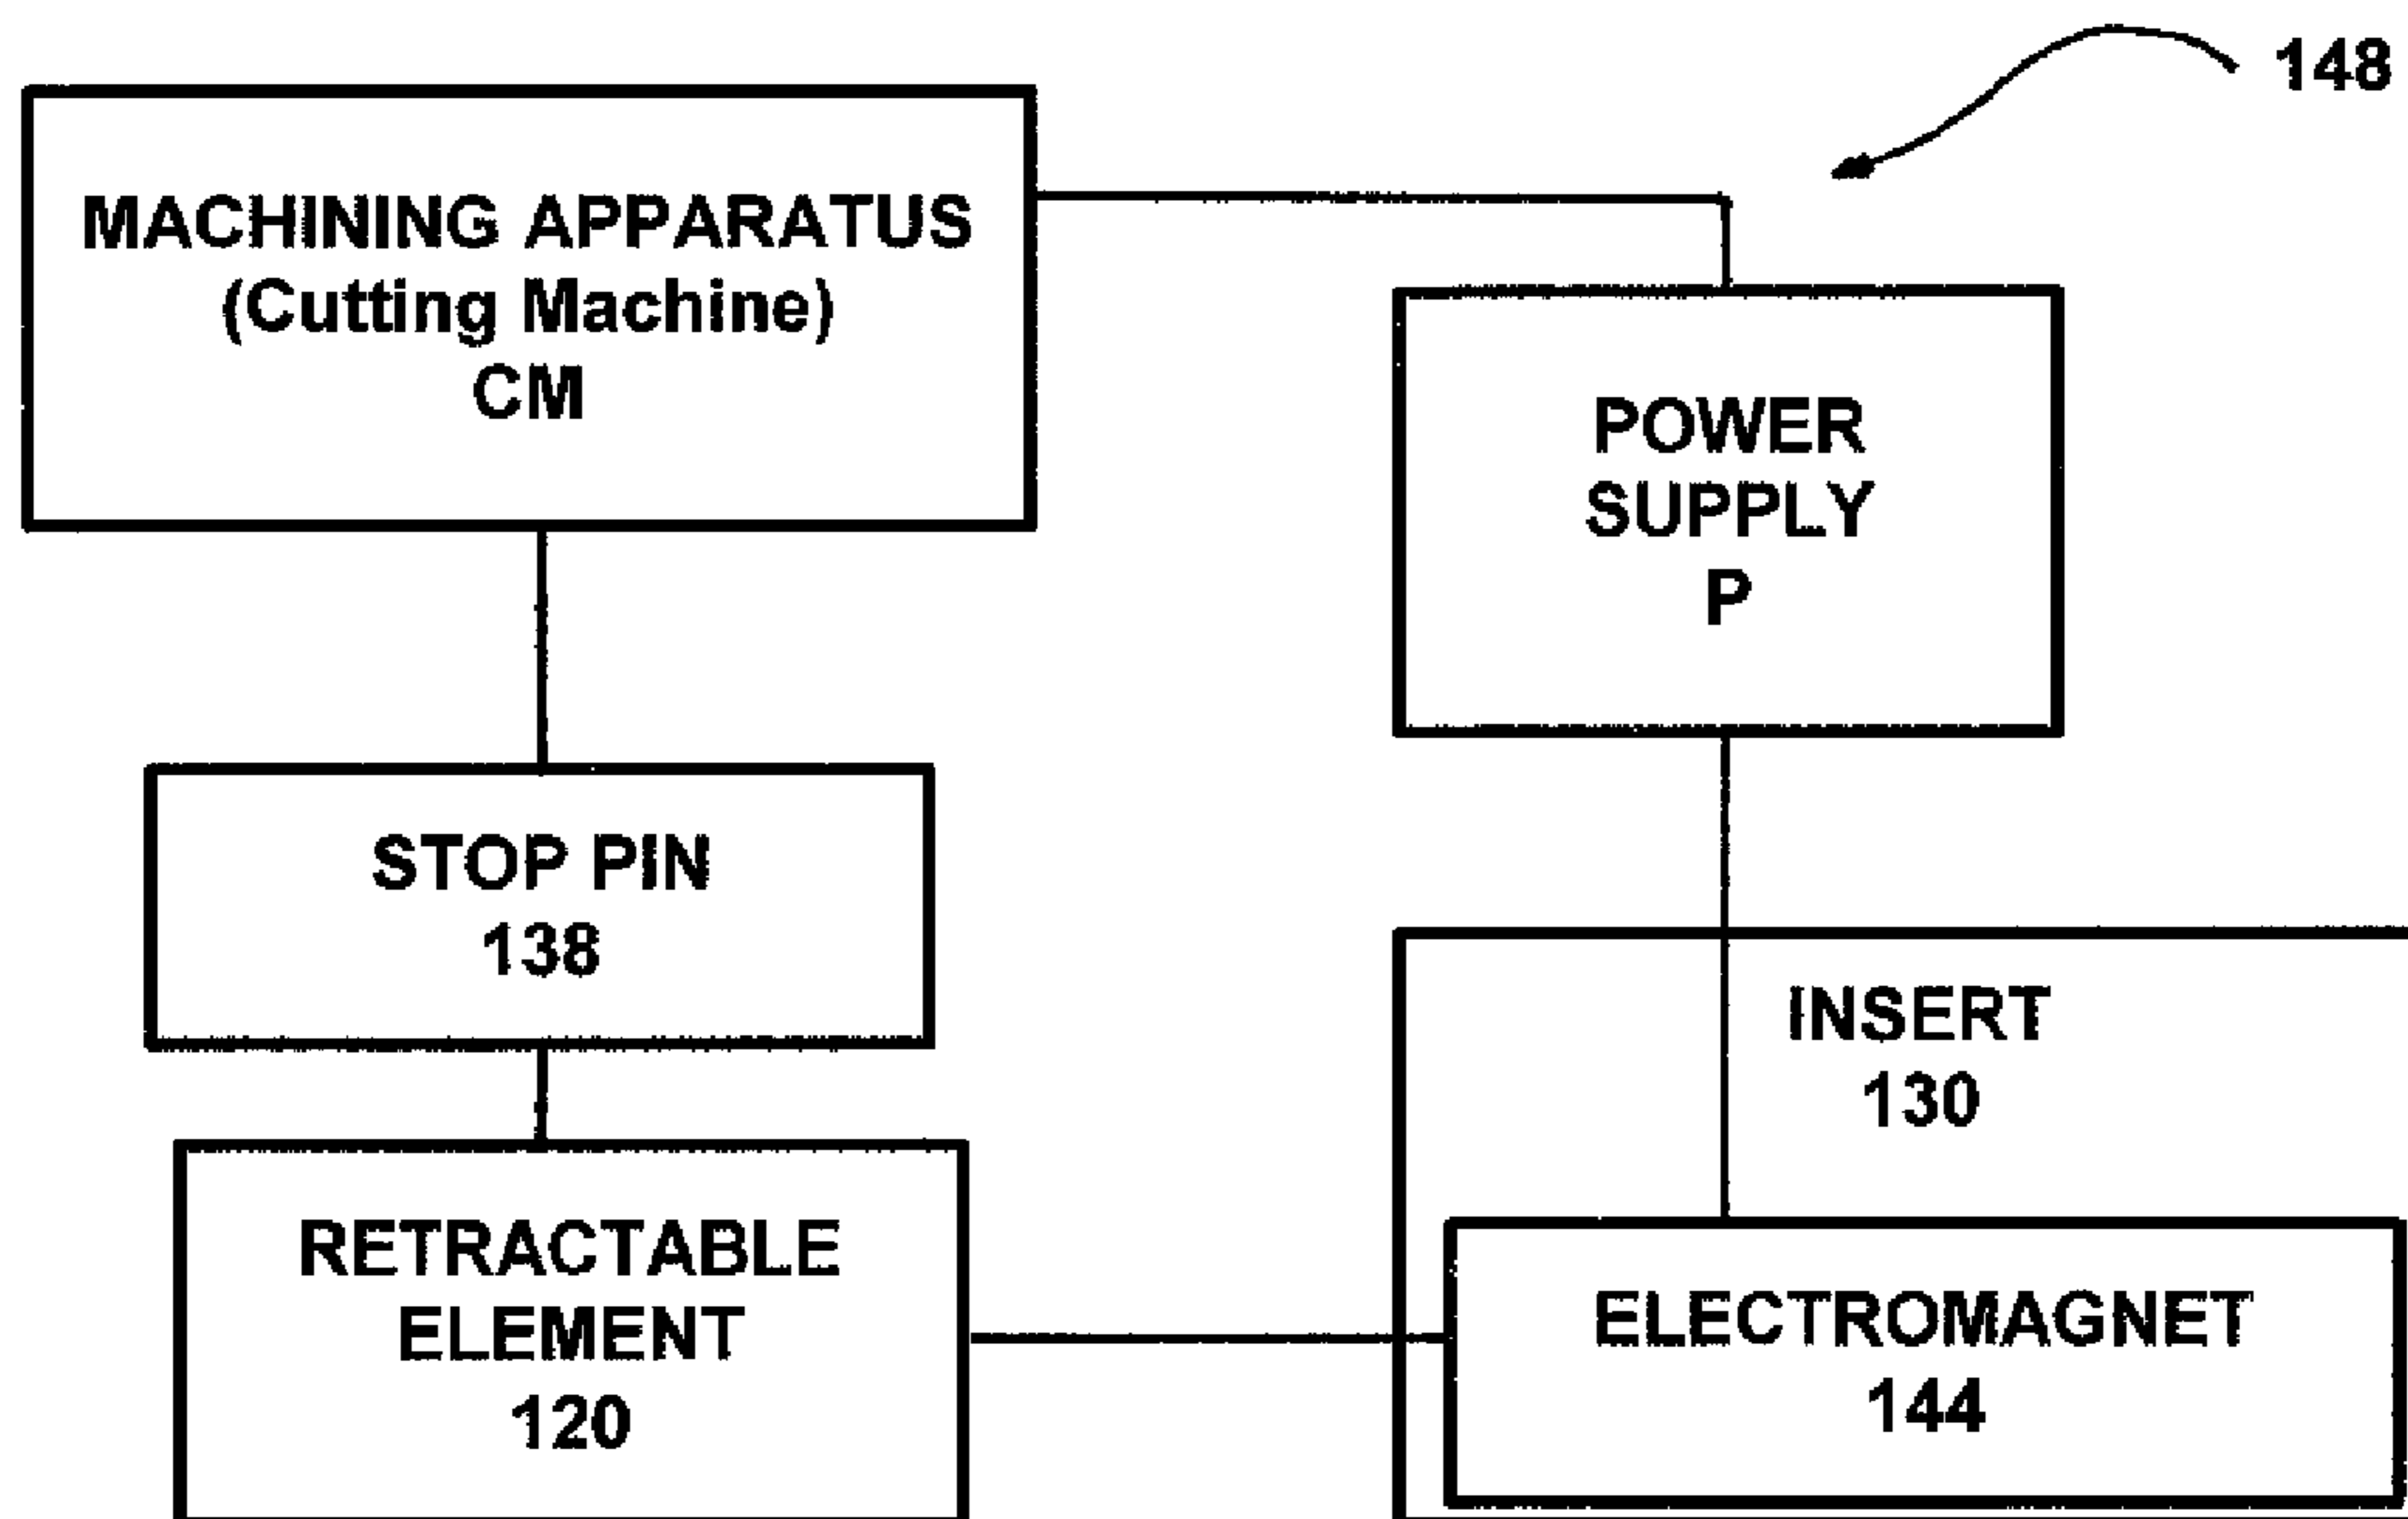 148
MACHINING APPARATUS
(Cutting Machine)
CM
POWER
SUPPLY
P
STOP PIN
138
INSERT
130
RETRACTABLE
ELEMENT
120
ELECTROMAGNET
144